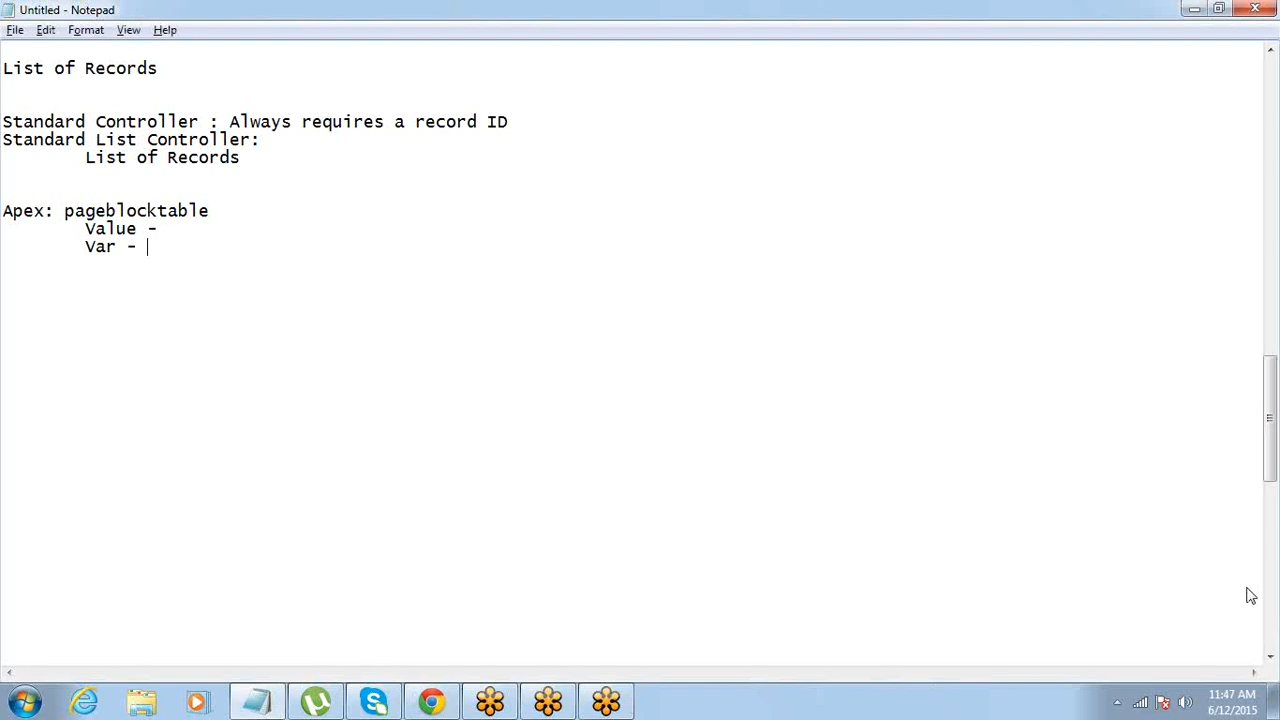 Untitled - Notepad
File Edit Format View Help
List of Records
Standard Controller : Always requires a record ID
Standard List Controller:
List of Records
Apex: pageblocktable
Value -
Var -
11:47 AM
6/12/2015